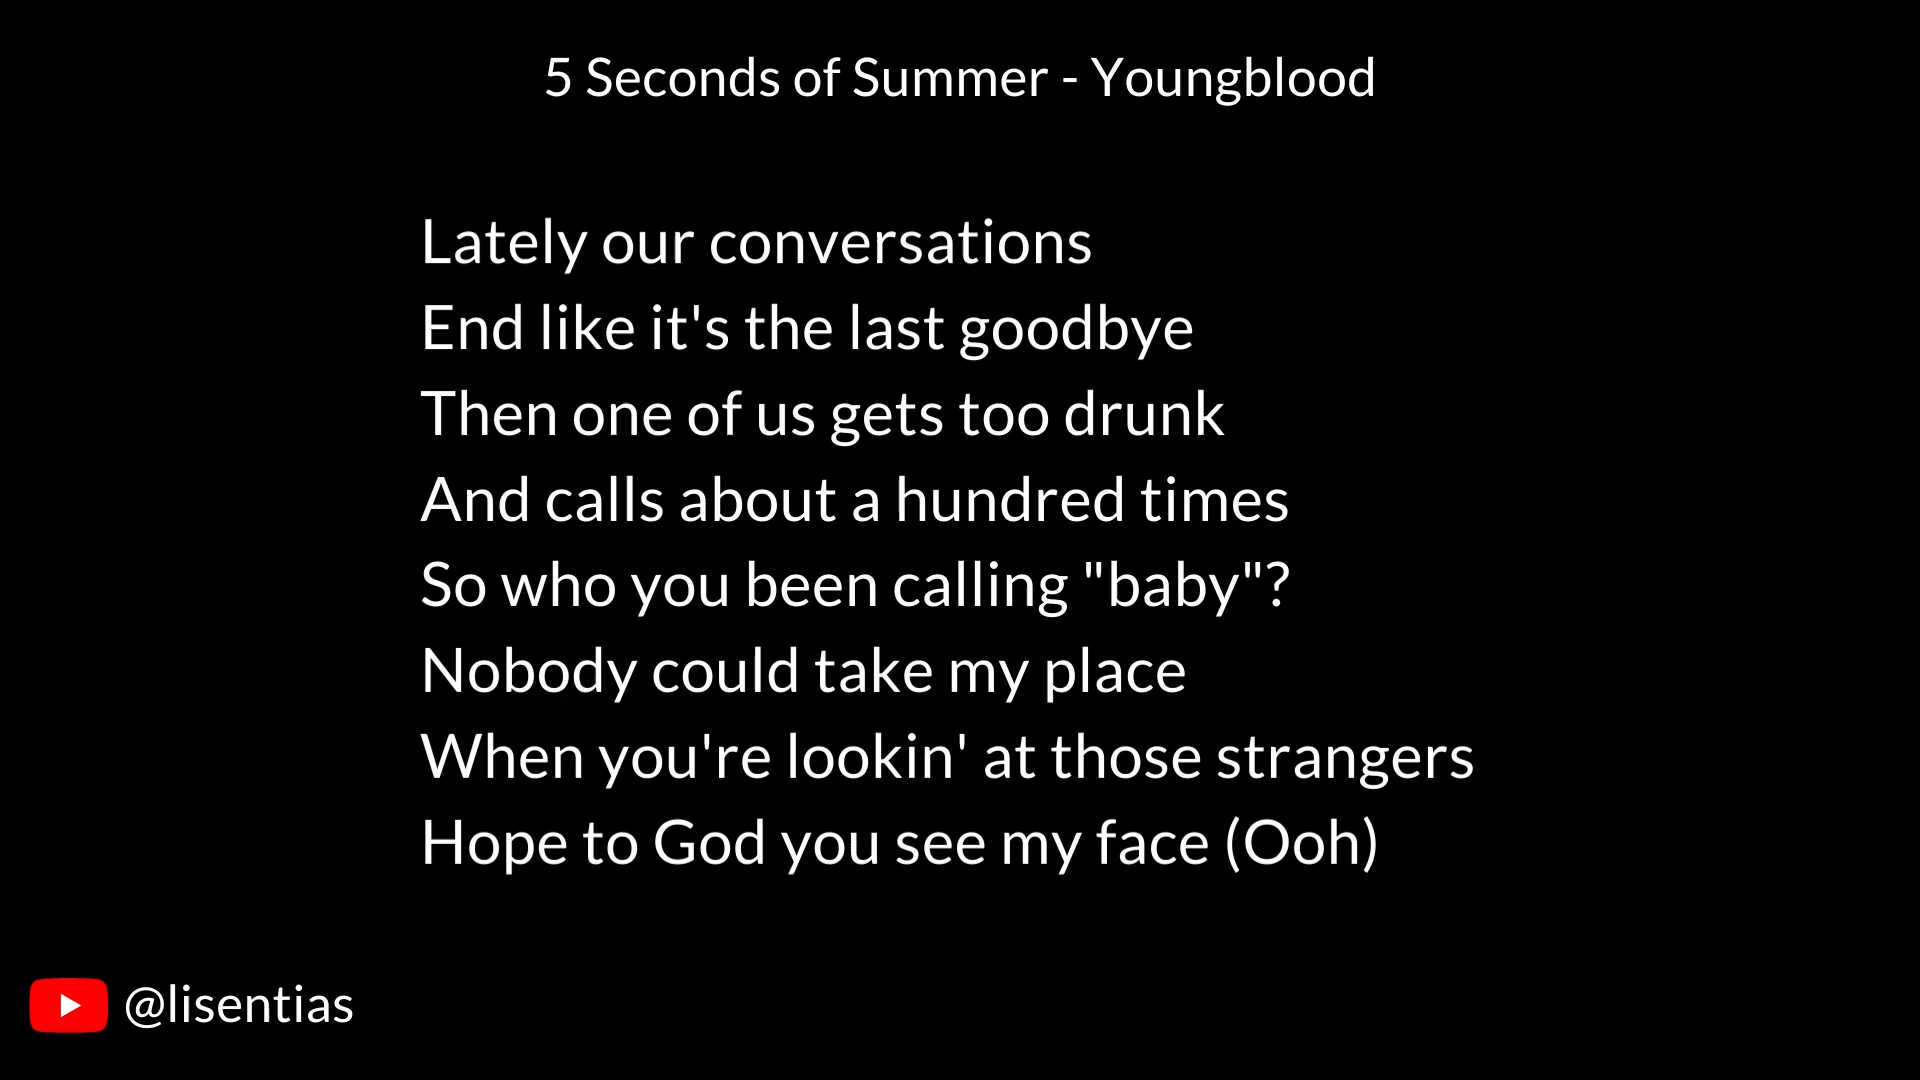 5 Seconds of Summer - Youngblood
Lately our conversations
End like it's the last goodbye
Then one of us gets too drunk
And calls about a hundred times
So who you been calling "baby"?
Nobody could take my place
When you're lookin' at those strangers
Hope to God you see my face (Ooh)
@lisentias